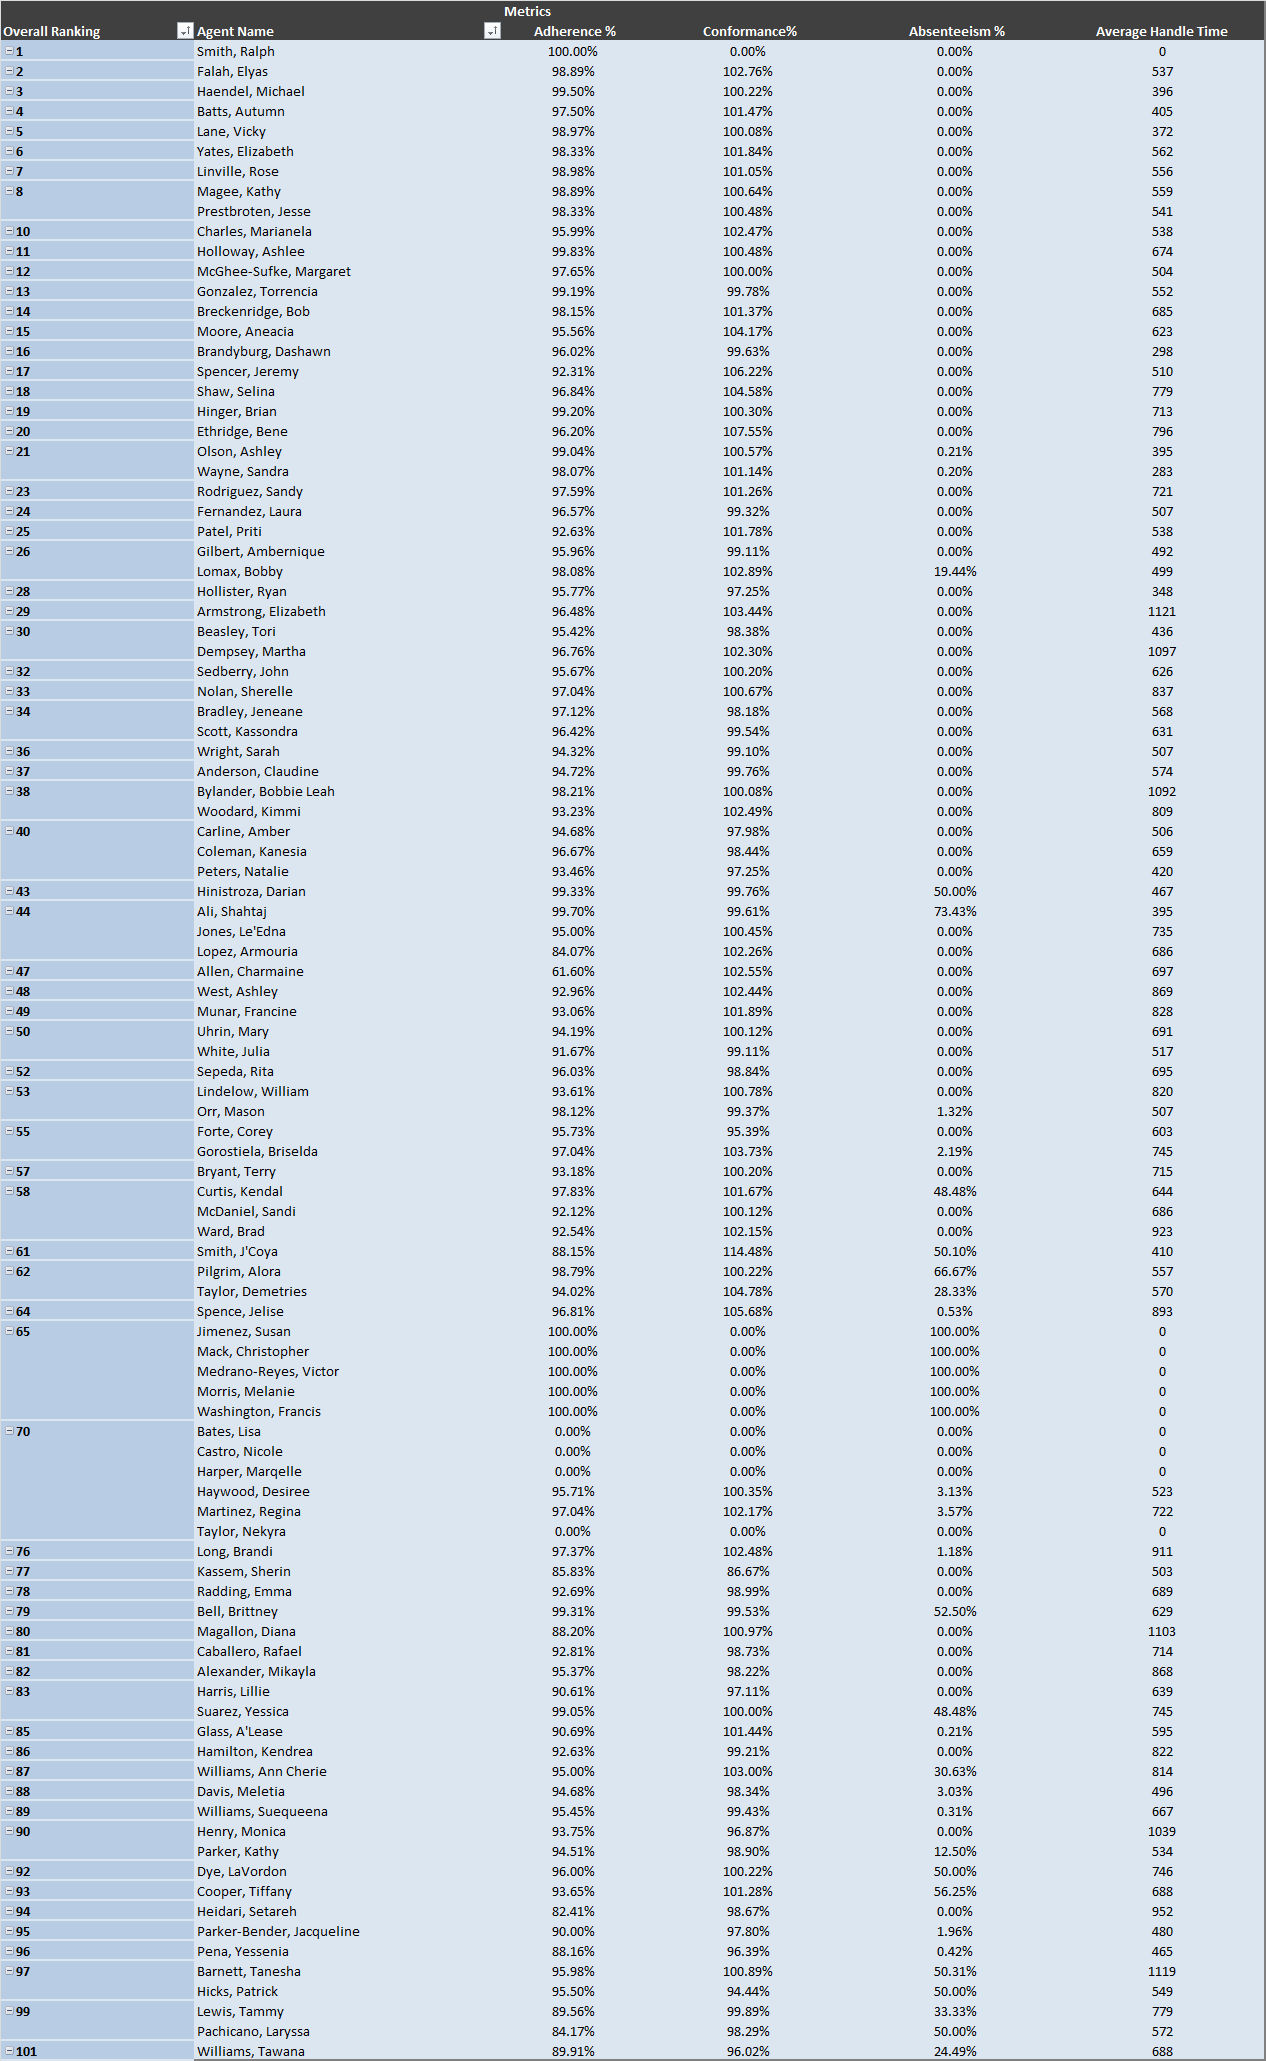 Metrics
Overall Ranking Agent Name Adherence % Conformance% Absenteeism % Average Handle Time
1 Smith, Ralph 100.00% 0.00% 0.00% 0
2 Falah, Elyas 98.89% 102.76% 0.00% 537
3 Haendel, Michael 99.50% 100.22% 0.00% 396
4 Batts, Autumn 97.50% 101.47% 0.00% 405
5 Lane, Vicky 98.97% 100.08% 0.00% 372
6 Yates, Elizabeth 98.33% 101.84% 0.00% 562
7 Linville, Rose 98.98% 101.05% 0.00% 556
8 Magee, Kathy 98.89% 100.64% 0.00% 559
Prestbroten, Jesse 98.33% 100.48% 0.00% 541
10 Charles, Marianela 95.99% 102.47% 0.00% 538
11 Holloway, Ashlee 99.83% 100.48% 0.00% 674
12 McGhee-Sufke, Margaret 97.65% 100.00% 0.00% 504
13 Gonzalez, Torrencia 99.19% 99.78% 0.00% 552
14 Breckenridge, Bob 98.15% 101.37% 0.00% 685
15 Moore, Aneacia 95.56% 104.17% 0.00% 623
16 Brandyburg, Dashawn 96.02% 99.63% 0.00% 298
17 Spencer, Jeremy 92.31% 106.22% 0.00% 510
18 Shaw, Selina 96.84% 104.58% 0.00% 779
19 Hinger, Brian 99.20% 100.30% 0.00% 713
20 Ethridge, Bene 96.20% 107.55% 0.00% 796
21 Olson, Ashley 99.04% 100.57% 0.21% 395
Wayne, Sandra 98.07% 101.14% 0.20% 283
23 Rodriguez, Sandy 97.59% 101.26% 0.00% 721
24 Fernandez, Laura 96.57% 99.32% 0.00% 507
25 Patel, Priti 92.63% 101.78% 0.00% 538
26 Gilbert, Ambernique 95.96% 99.11% 0.00% 492
Lomax, Bobby 98.08% 102.89% 19.44% 499
28 Hollister, Ryan 95.77% 97.25% 0.00% 348
29 Armstrong, Elizabeth 96.48% 103.44% 0.00% 1121
30 Beasley, Tori 95.42% 98.38% 0.00% 436
Dempsey, Martha 96.76% 102.30% 0.00% 1097
32 Sedberry, John 95.67% 100.20% 0.00% 626
33 Nolan, Sherelle 97.04% 100.67% 0.00% 837
34 Bradley, Jeneane 97.12% 98.18% 0.00% 568
Scott, Kassondra 96.42% 99.54% 0.00% 631
36 Wright, Sarah 94.32% 99.10% 0.00% 507
37 Anderson, Claudine 94.72% 99.76% 0.00% 574
38 Bylander, Bobbie Leah 98.21% 100.08% 0.00% 1092
Woodard, Kimmi 93.23% 102.49% 0.00% 809
40 Carline, Amber 94.68% 97.98% 0.00% 506
Coleman, Kanesia 96.67% 98.44% 0.00% 659
Peters, Natalie 93.46% 97.25% 0.00% 420
43 Hinistroza, Darian 99.33% 99.76% 50.00% 467
44 Ali, Shahtaj 99.70% 99.61% 73.43% 395
Jones, Le'Edna 95.00% 100.45% 0.00% 735
Lopez, Armouria 84.07% 102.26% 0.00% 686
47 Allen, Charmaine 61.60% 102.55% 0.00% 697
48 West, Ashley 92.96% 102.44% 0.00% 869
49 Munar, Francine 93.06% 101.89% 0.00% 828
50 Uhrin, Mary 94.19% 100.12% 0.00% 691
White, Julia 91.67% 99.11% 0.00% 517
52 Sepeda, Rita 96.03% 98.84% 0.00% 695
53 Lindelow, William 93.61% 100.78% 0.00% 820
Orr, Mason 98.12% 99.37% 1.32% 507
55 Forte, Corey 95.73% 95.39% 0.00% 603
Gorostiela, Briselda 97.04% 103.73% 2.19% 745
57 Bryant, Terry 93.18% 100.20% 0.00% 715
58 Curtis, Kendal 97.83% 101.67% 48.48% 644
McDaniel, Sandi 92.12% 100.12% 0.00% 686
Ward, Brad 92.54% 102.15% 0.00% 923
61 Smith, J'Coya 88.15% 114.48% 50.10% 410
62 Pilgrim, Alora 98.79% 100.22% 66.67% 557
Taylor, Demetries 94.02% 104.78% 28.33% 570
64 Spence, Jelise 96.81% 105.68% 0.53% 893
65 Jimenez, Susan 100.00% 0.00% 100.00% 0
Mack, Christopher 100.00% 0.00% 100.00% 0
Medrano-Reyes, Victor 100.00% 0.00% 100.00% 0
Morris, Melanie 100.00% 0.00% 100.00% 0
Washington, Francis 100.00% 0.00% 100.00% 0
70 Bates, Lisa 0.00% 0.00% 0.00% 0
Castro, Nicole 0.00% 0.00% 0.00% 0
Harper, Marqelle 0.00% 0.00% 0.00% 0
Haywood, Desiree 95.71% 100.35% 3.13% 523
Martinez, Regina 97.04% 102.17% 3.57% 722
Taylor, Nekyra 0.00% 0.00% 0.00% 0
76 Long, Brandi 97.37% 102.48% 1.18% 911
77 Kassem, Sherin 85.83% 86.67% 0.00% 503
78 Radding, Emma 92.69% 98.99% 0.00% 689
79 Bell, Brittney 99.31% 99.53% 52.50% 629
80 Magallon, Diana 88.20% 100.97% 0.00% 1103
81 Caballero, Rafael 92.81% 98.73% 0.00% 714
82 Alexander, Mikayla 95.37% 98.22% 0.00% 868
83 Harris, Lillie 90.61% 97.11% 0.00% 639
Suarez, Yessica 99.05% 100.00% 48.48% 745
85 Glass, A'Lease 90.69% 101.44% 0.21% 595
86 Hamilton, Kendrea 92.63% 99.21% 0.00% 822
87 Williams, Ann Cherie 95.00% 103.00% 30.63% 814
88 Davis, Meletia 94.68% 98.34% 3.03% 496
89 Williams, Suequeena 95.45% 99.43% 0.31% 667
90 Henry, Monica 93.75% 96.87% 0.00% 1039
Parker, Kathy 94.51% 98.90% 12.50% 534
92 Dye, LaVordon 96.00% 100.22% 50.00% 746
93 Cooper, Tiffany 93.65% 101.28% 56.25% 688
94 Heidari, Setareh 82.41% 98.67% 0.00% 952
95 Parker-Bender, Jacqueline 90.00% 97.80% 1.96% 480
96 Pena, Yessenia 88.16% 96.39% 0.42% 465
97 Barnett, Tanesha 95.98% 100.89% 50.31% 1119
Hicks, Patrick 95.50% 94.44% 50.00% 549
99 Lewis, Tammy 89.56% 99.89% 33.33% 779
Pachicano, Laryssa 84.17% 98.29% 50.00% 572
101 Williams, Tawana 89.91% 96.02% 24.49% 688